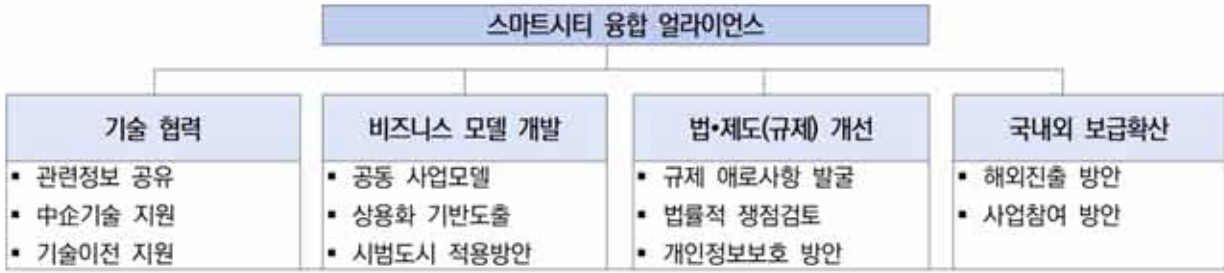 스마트시티 융합 얼라이언스
기술 협력
▪ 관련정보 공유
▪ 中企기술 지원
▪ 기술이전 지원
비즈니스 모델 개발
▪ 공동 사업모델
▪ 상용화 기반도출
▪ 시범도시 적용방안
법•제도(규제) 개선
▪ 규제 애로사항 발굴
▪ 법률적 쟁점검토
▪ 개인정보보호 방안
국내외 보급확산
▪ 해외진출 방안
▪ 사업참여 방안